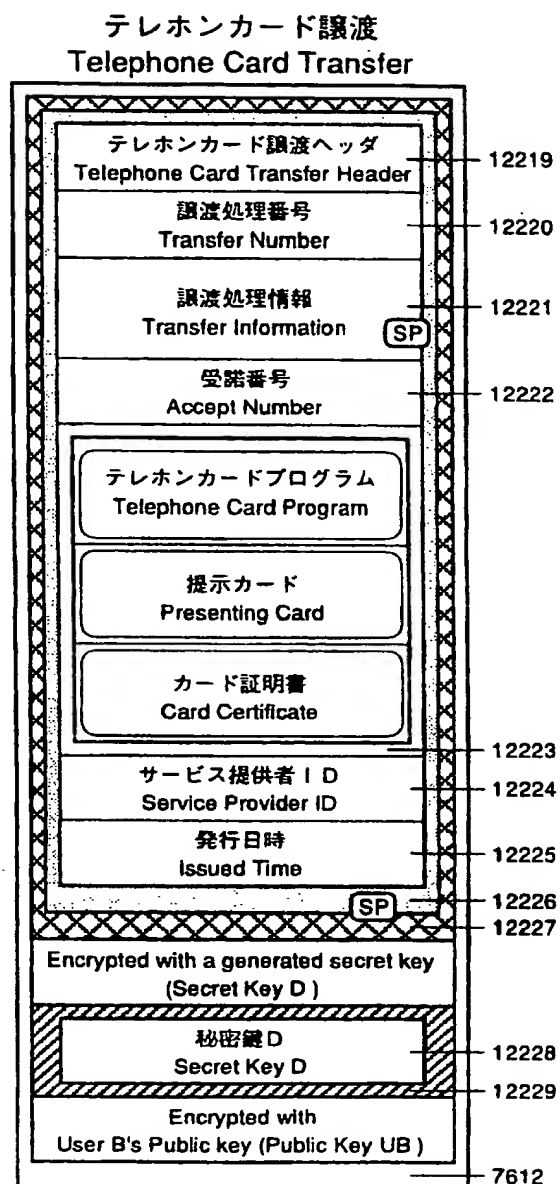 テレホンカード譲渡
Telephone Card Transfer
テレホンカード譲渡ヘッダ
Telephone Card Transfer Header
12219
譲渡処理番号
Transfer Number
12220
譲渡処理情報
Transfer Information
SP
12221
受諾番号
Accept Number
12222
テレホンカードプログラム
Telephone Card Program
提示カード
Presenting Card
カード証明書
Card Certificate
12223
サービス提供者ID
Service Provider ID
12224
発行日時
Issued Time
12225
SP
12226
12227
Encrypted with a generated secret key
(Secret Key D )
秘密鍵D
Secret Key D
12228
12229
Encrypted with
User B's Public key (Public Key UB )
7612